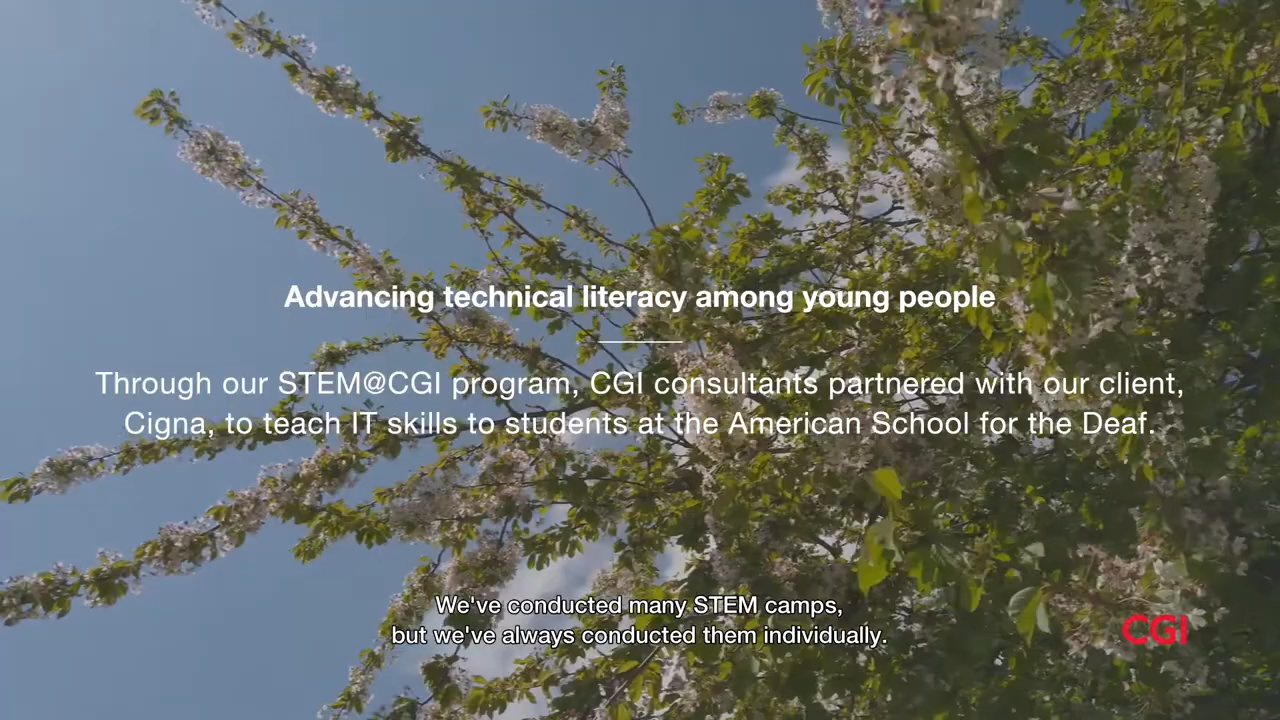 Advancing technical literacy among young people
Through our STEM@CGI program, CGI consultants partnered with our client,
Cigna, to teach IT skills to students at the American School for the Deaf.
We've conducted many STEM camps,
but we've always conducted them individually.
CGI